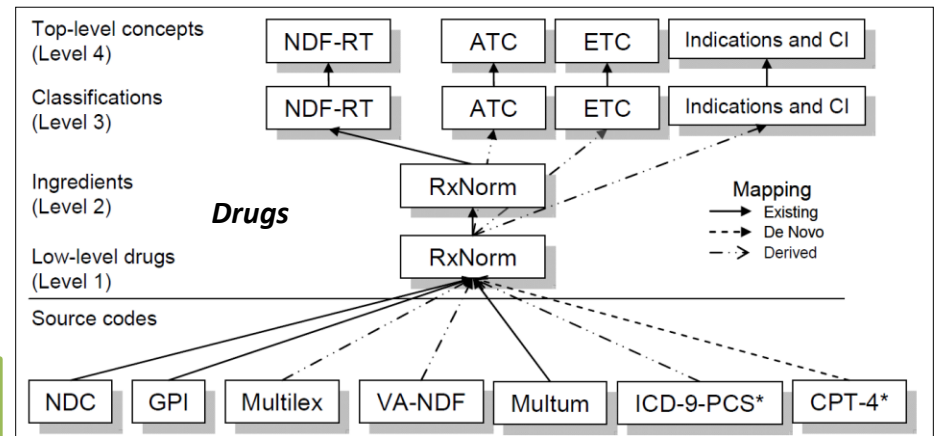 Top-level concepts
(Level 4)
NDF-RT ATC ETC Indications and CI
Classifications
(Level 3)
NDF-RT ATC ETC Indications and CI
Ingredients
(Level 2)
RxNorm
Drugs
Mapping
Existing
De Novo
Derived
Low-level drugs
(Level 1)
RxNorm
Source codes
NDC GPI Multilex VA-NDF Multum ICD-9-PCS* CPT-4*